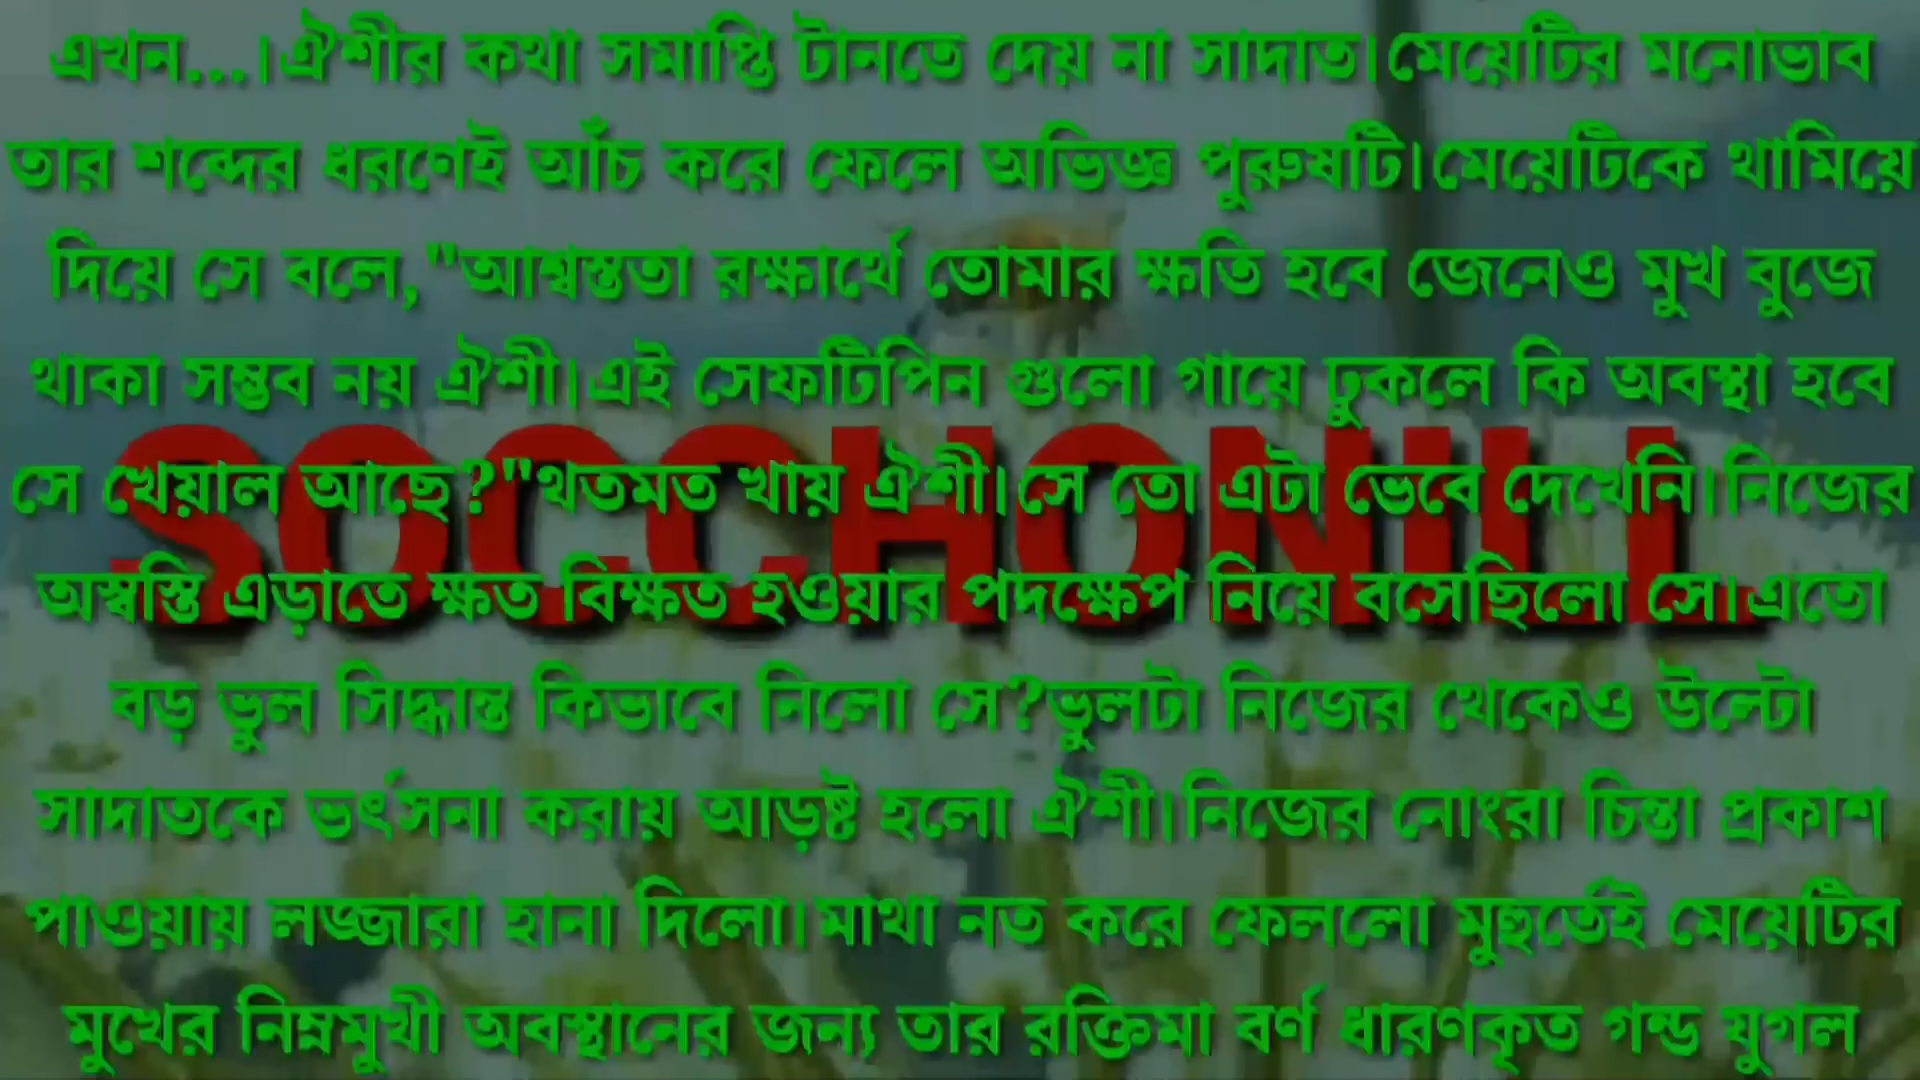 এখন...।ঐশীর কথা সমাপ্তি টানতে দেয় না সাদাত।মেয়েটির মনোভাব
তার শব্দের ধরণেই আঁচ করে ফেলে অভিজ্ঞ পুরুষটি।মেয়েটিকে থামিয়ে
দিয়ে সে বলে,"আশ্বস্ততা রক্ষার্থে তোমার ক্ষতি হবে জেনেও মুখ বুজে
থাকা সম্ভব নয় ঐশী।এই সেফটিপিন গুলো গায়ে ঢুকলে কি অবস্থা হবে
সে খেয়াল আছে?"থতমত খায় ঐশী।সে তো এটা ভেবে দেখেনি।নিজের
SOCCHONILL
অস্বস্তি এড়াতে ক্ষত বিক্ষত হওয়ার পদক্ষেপ নিয়ে বসেছিলো সে।এতো
বড় ভুল সিদ্ধান্ত কিভাবে নিলো সে?ভুলটা নিজের থেকেও উল্টো
সাদাতকে ভর্ৎসনা করায় আড়ষ্ট হলো ঐশী।নিজের নোংরা চিন্তা প্রকাশ
পাওয়ায় লজ্জারা হানা দিলো।মাথা নত করে ফেললো মুহুর্তেই মেয়েটির
মুখের নিম্নমুখী অবস্থানের জন্য তার রক্তিমা বর্ণ ধারণকৃত গন্ড যুগল